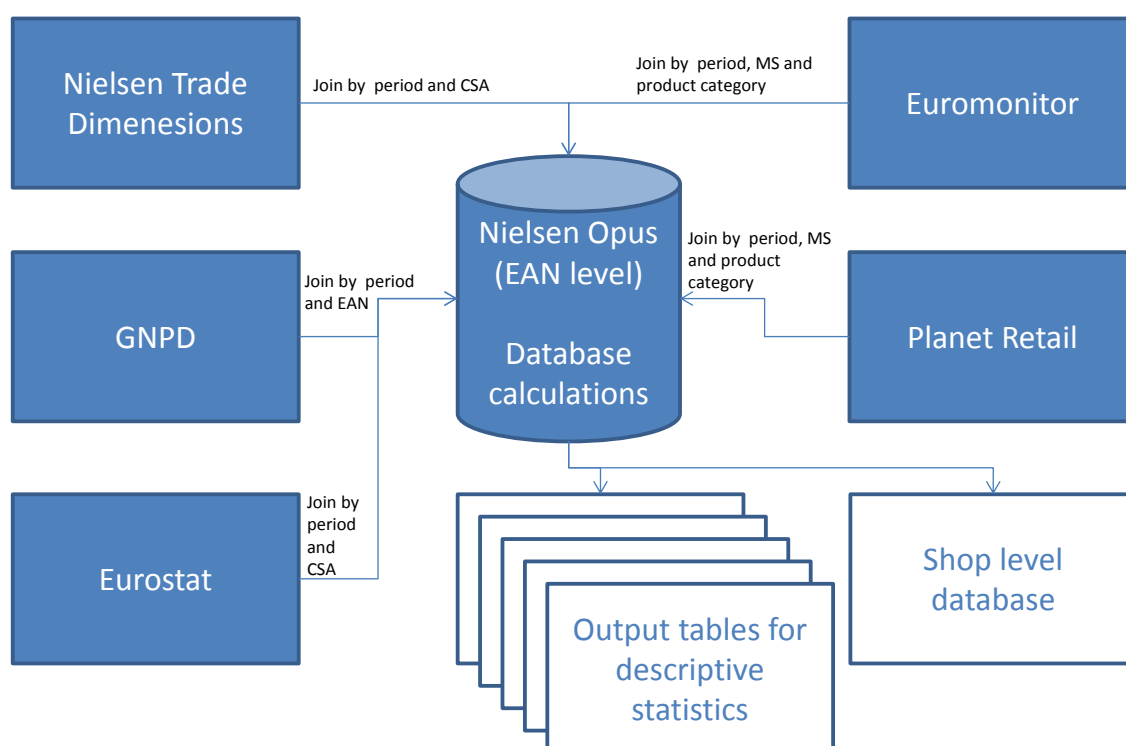 Nielsen Trade
Dimenesions
Join by period and CSA
Join by period, MS and
product category
Euromonitor
Nielsen Opus
(EAN level)
Database
calculations
GNPD
Join by period
and EAN
Join by period, MS
and product
category
Planet Retail
Eurostat
Join by
period
and
CSA
Output tables for
descriptive
statistics
Shop level
database